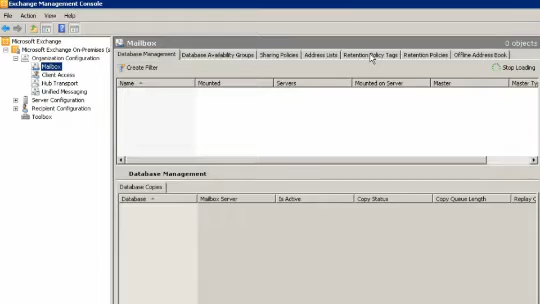 Exchange Management Console
File Action View Help
Microsoft Exchange
Microsoft Exchange On-Premises (s
Organization Configuration
Mailbox
Client Access
Hub Transport
Unified Messaging
Server Configuration
Recipient Configuration
Toolbox
Mailbox 0 objects
Database Management Database Availability Groups Sharing Policies Address Lists Retention Policy Tags Retention Policies Offline Address Book
Create Filter Stop Loading
Name Mounted Servers Mounted on Server Master Master Ty
Database Management
Database Copies
Database Mailbox Server Is Active Copy Status Copy Queue Length Replay Q